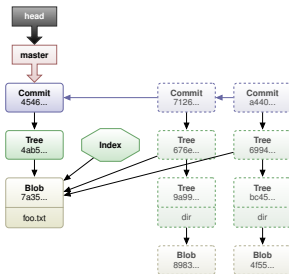 head
master
Commit
4546...
Commit
7126...
Commit
a440...
Tree
4ab5...
Index
Tree
676e...
Tree
6994...
Blob
7a35...
foo.txt
Tree
9a99...
dir
Tree
bc45...
dir
Blob
8983...
Blob
4f55...